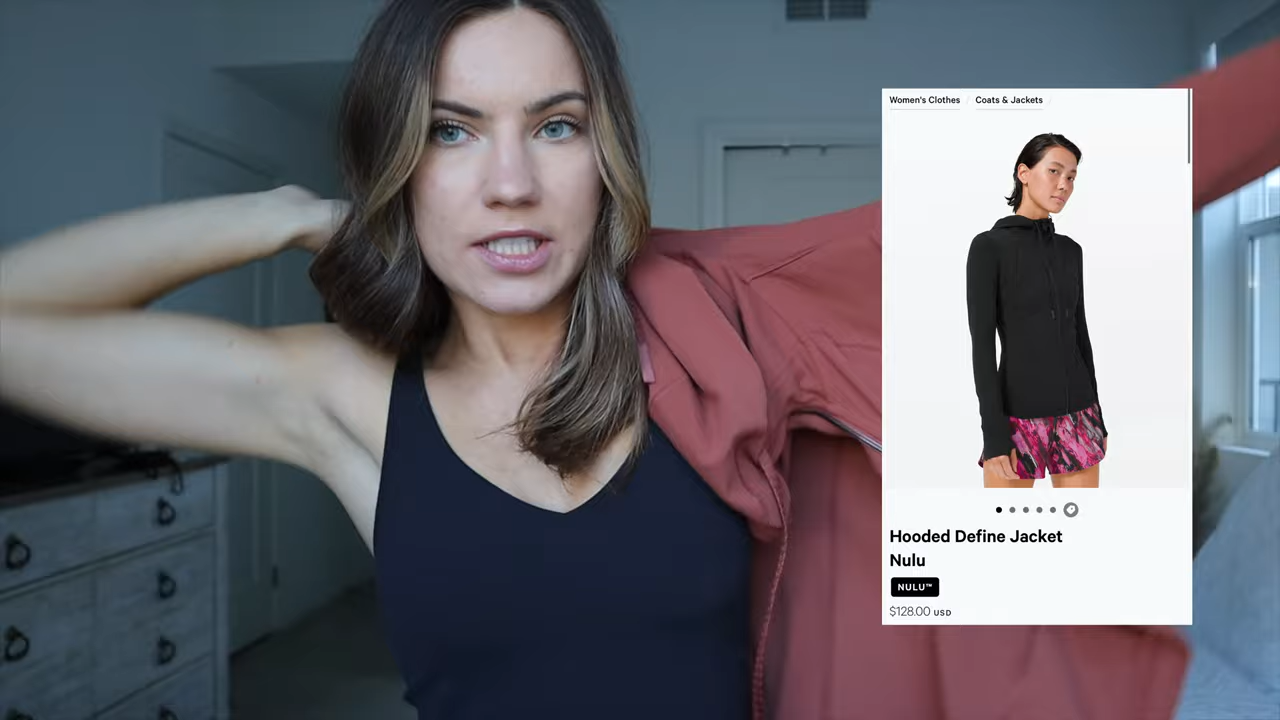 Women's Clothes / Coats & Jackets /
Hooded Define Jacket
Nulu
NULU™
$128.00 USD